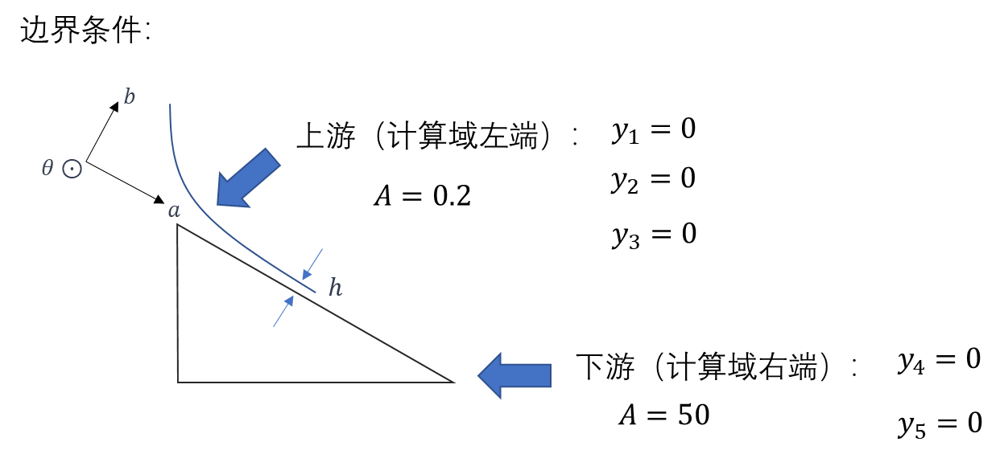 边界条件：
b
θ
a
上游（计算域左端）：
A = 0.2
y₁ = 0
y₂ = 0
y₃ = 0
h
下游（计算域右端）：
A = 50
y₄ = 0
y₅ = 0